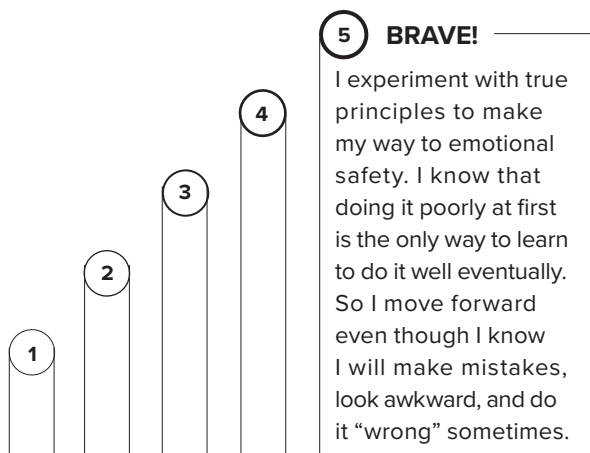 5 BRAVE!
I experiment with true
principles to make
my way to emotional
safety. I know that
doing it poorly at first
is the only way to learn
to do it well eventually.
So I move forward
even though I know
I will make mistakes,
look awkward, and do
it “wrong” sometimes.
4
3
2
1